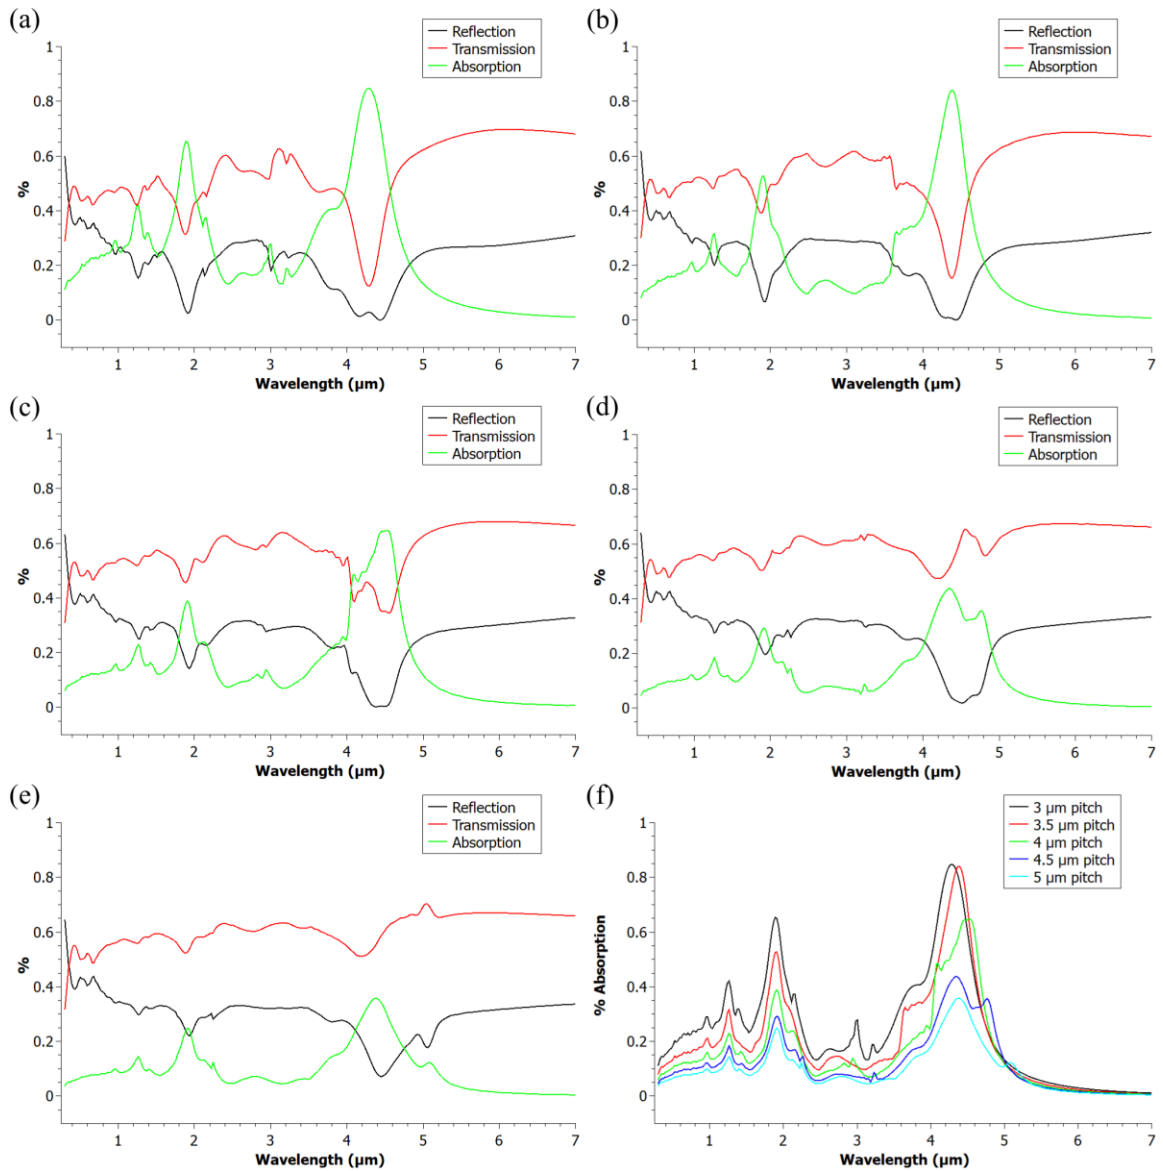 (a)
Reflection
Transmission
Absorption
1
0.8
0.6
0.4
0.2
0
%
1 2 3 4 5 6 7
Wavelength (µm)
(b)
Reflection
Transmission
Absorption
1
0.8
0.6
0.4
0.2
0
%
1 2 3 4 5 6 7
Wavelength (µm)
(c)
Reflection
Transmission
Absorption
1
0.8
0.6
0.4
0.2
0
%
1 2 3 4 5 6 7
Wavelength (µm)
(d)
Reflection
Transmission
Absorption
1
0.8
0.6
0.4
0.2
0
%
1 2 3 4 5 6 7
Wavelength (µm)
(e)
Reflection
Transmission
Absorption
1
0.8
0.6
0.4
0.2
0
%
1 2 3 4 5 6 7
Wavelength (µm)
(f)
3 µm pitch
3.5 µm pitch
4 µm pitch
4.5 µm pitch
5 µm pitch
1
0.8
0.6
0.4
0.2
0
% Absorption
1 2 3 4 5 6 7
Wavelength (µm)